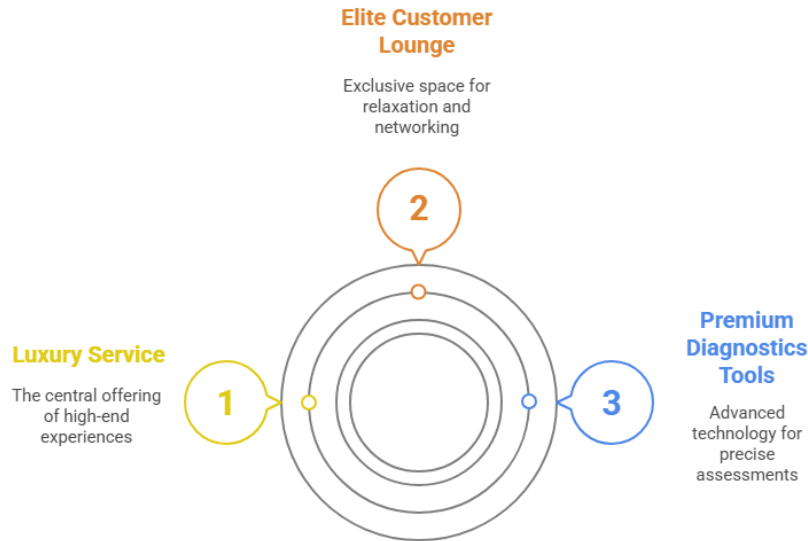 Elite Customer
Lounge
Exclusive space for
relaxation and
networking
2
Luxury Service
The central offering
of high-end
experiences
1
3
Premium
Diagnostics
Tools
Advanced
technology for
precise
assessments